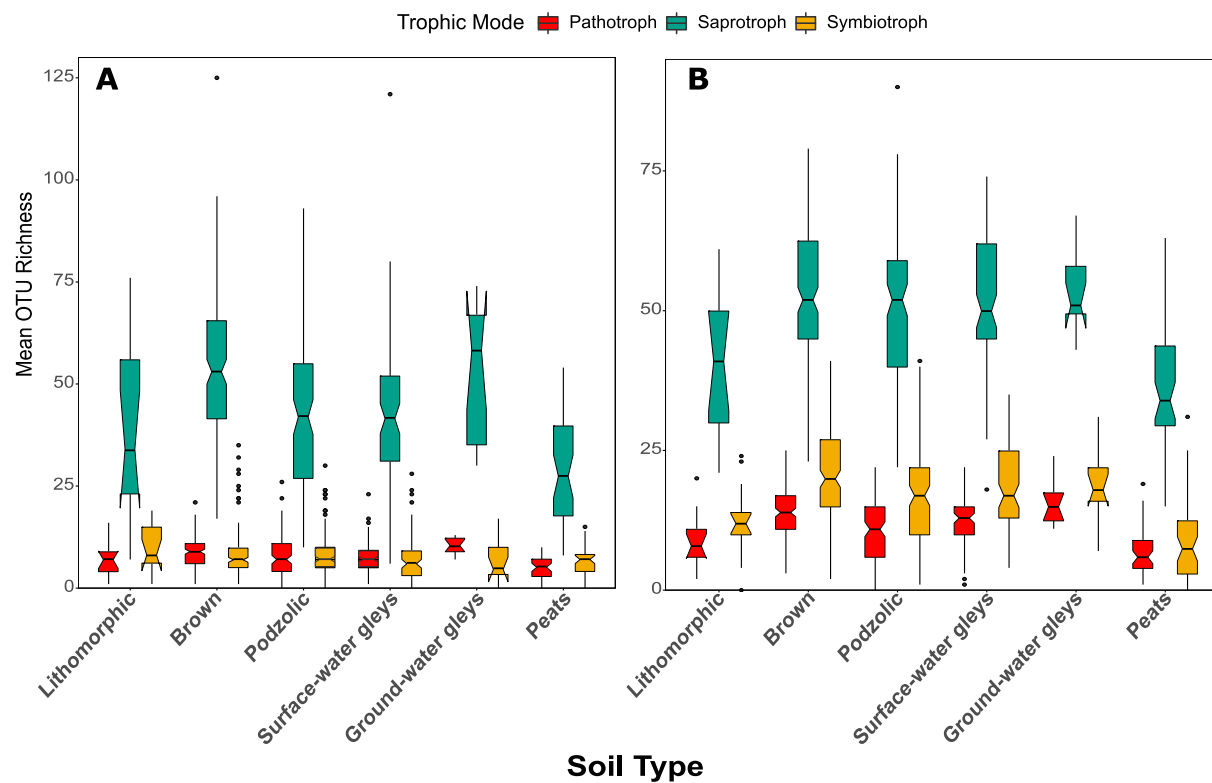 Trophic Mode Pathotroph Saprotroph Symbiotroph
A
B
Mean OTU Richness
125
100
75
50
25
0
75
50
25
0
Lithomorphic
Brown
Podzolic
Surface-water gleys
Ground-water gleys
Peats
Lithomorphic
Brown
Podzolic
Surface-water gleys
Ground-water gleys
Peats
Soil Type